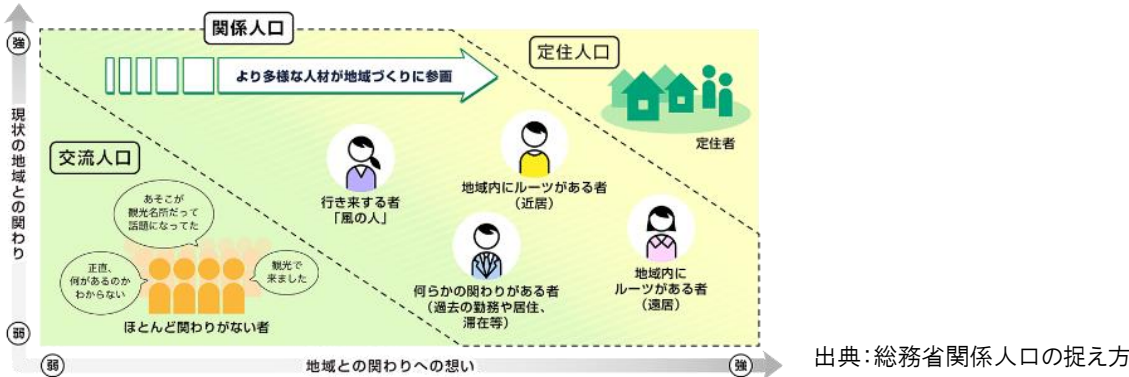 強
現状の地域との関わり
弱
関係人口
より多様な人材が地域づくりに参画
定住人口
定住者
交流人口
あそこが
観光名所だって
話題になってた
正直、
何があるのか
わからない
観光で
来ました
ほとんど関わりがない者
行き来する者
「風の人」
地域内にルーツがある者
（近居）
何らかの関わりがある者
（過去の勤務や居住、
滞在等）
地域内に
ルーツがある者
（遠居）
弱
地域との関わりへの想い
強
出典：総務省関係人口の捉え方